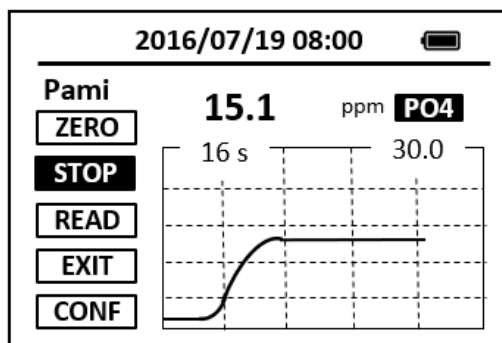 2016/07/19 08:00
Pami
15.1 ppm PO4
ZERO
16 s 30.0
STOP
READ
EXIT
CONF